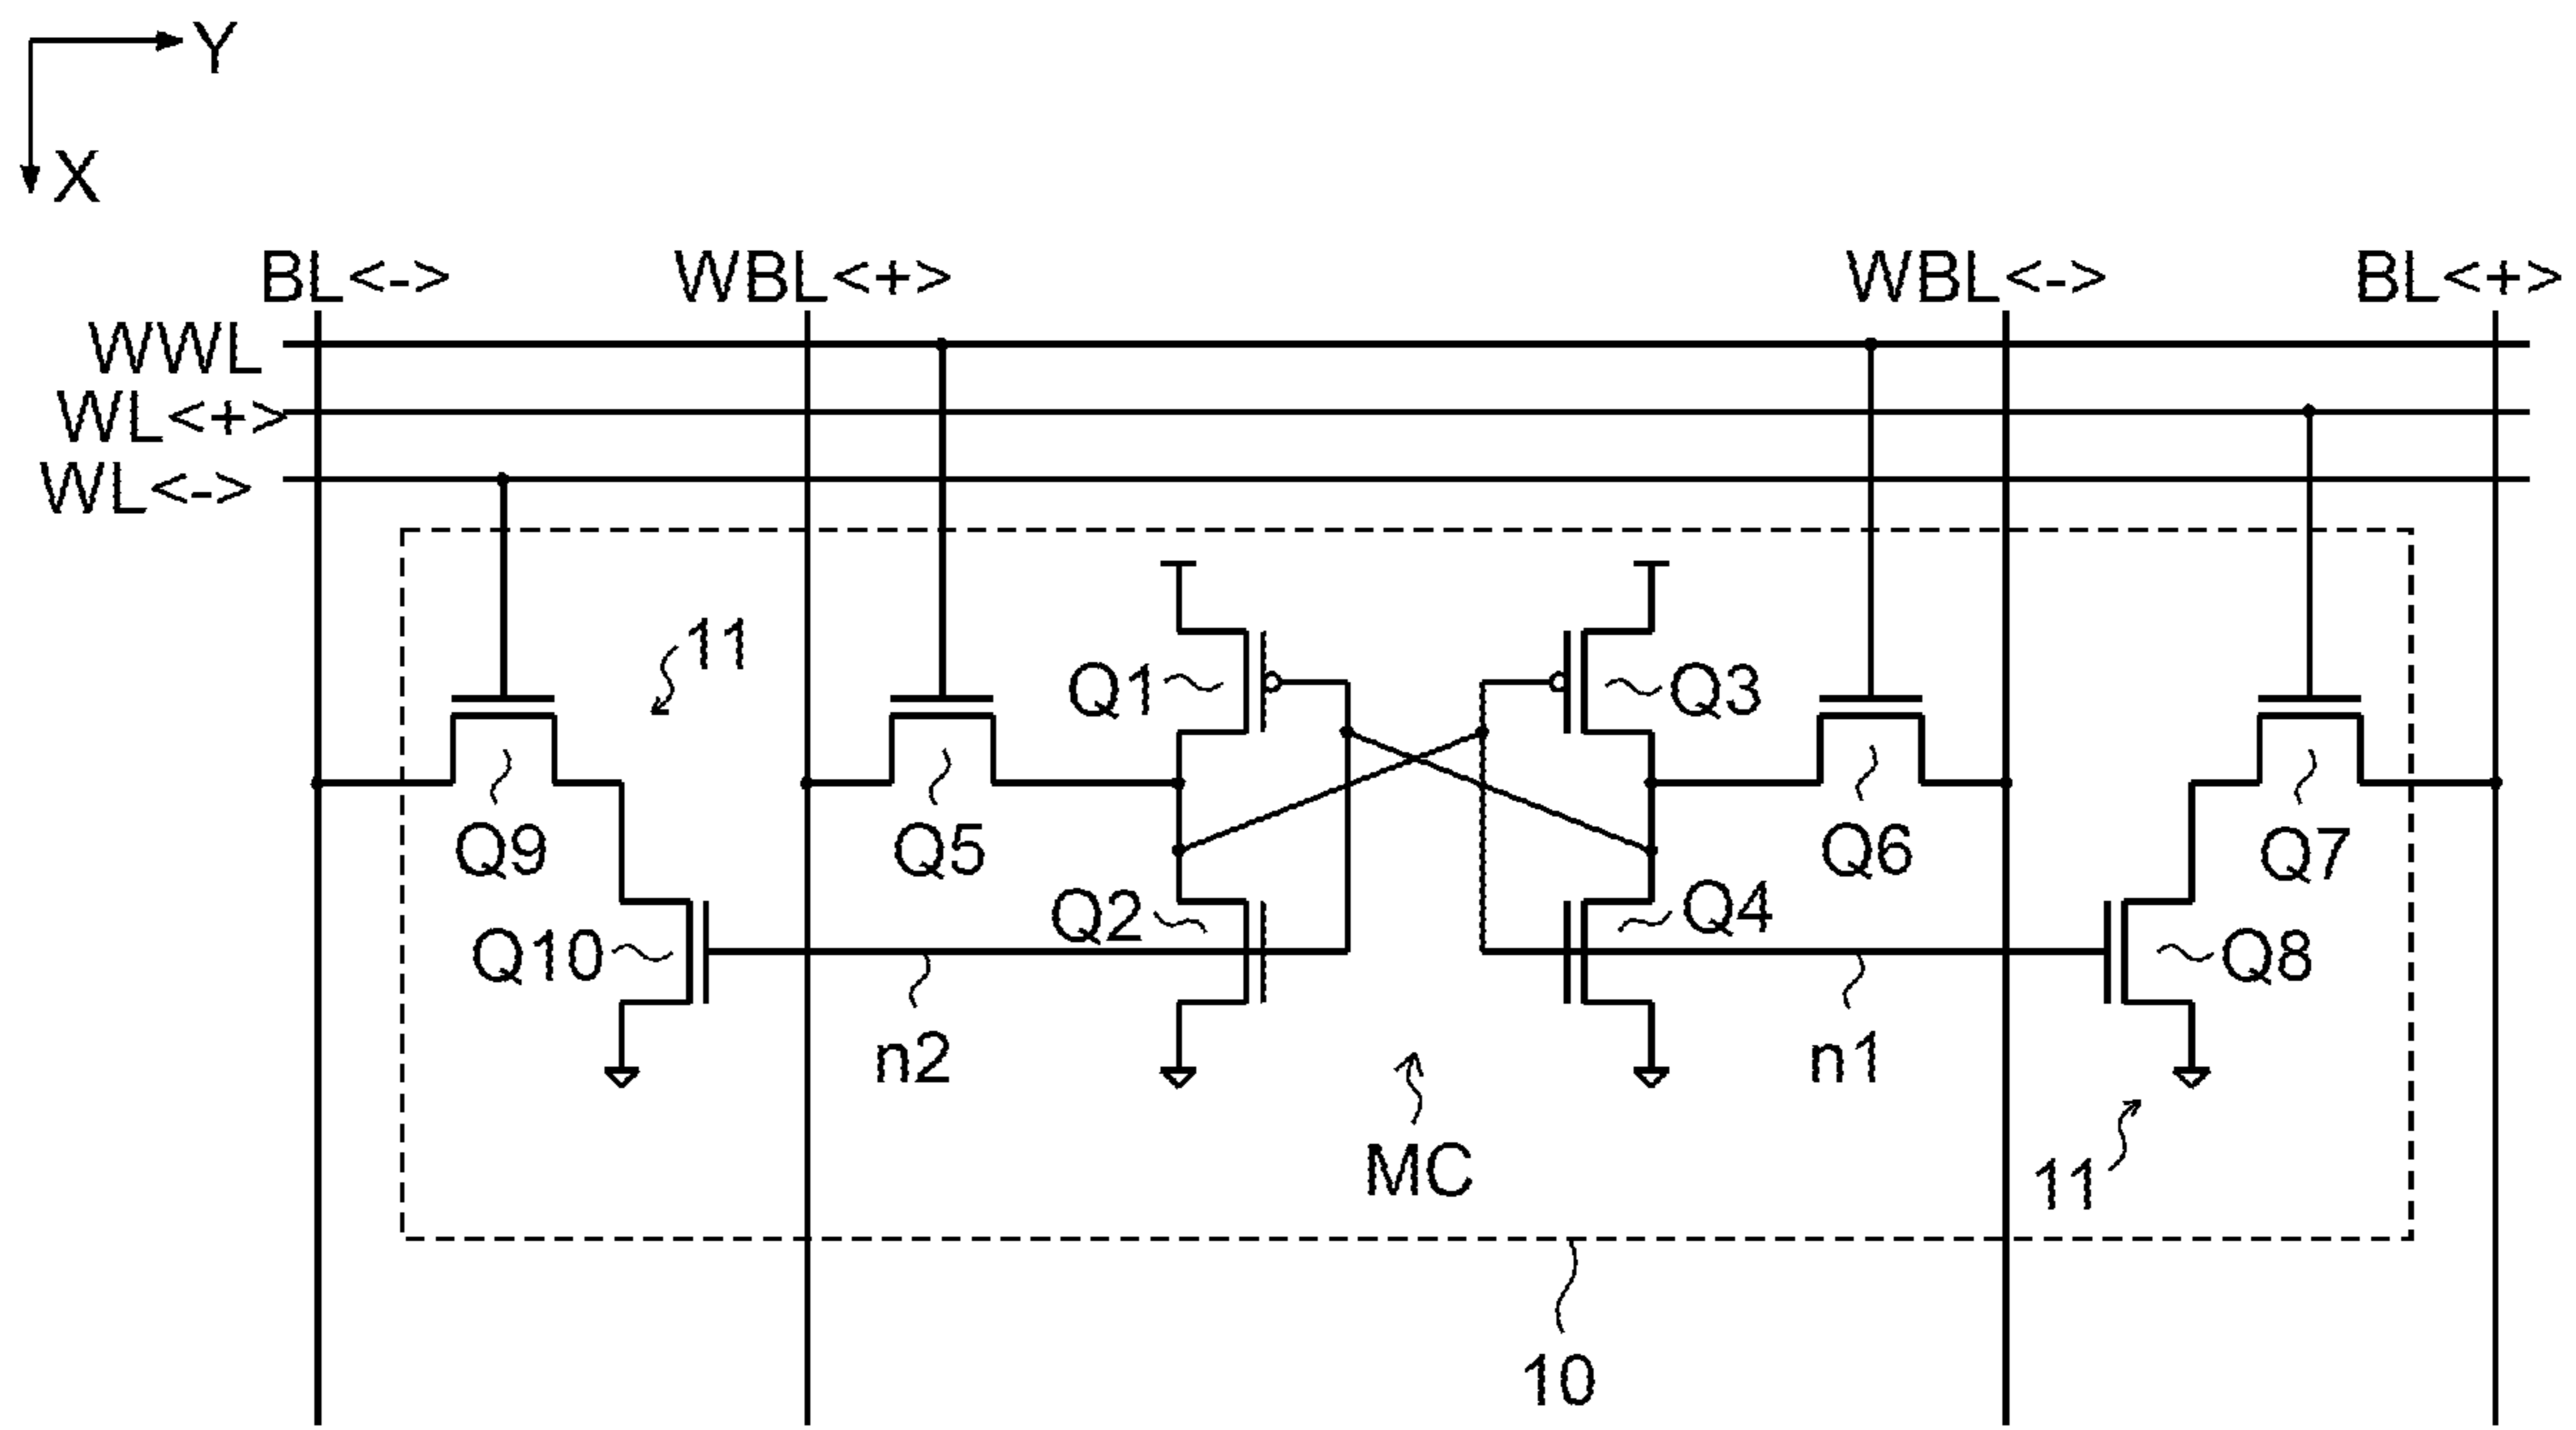 Y
X
BL<-> WBL<+> WBL<-> BL<+>
WWL
WL<+>
WL<->
11
Q1 Q3
Q9 Q5 Q6 Q7
Q2 Q4
Q10 Q8
n2 n1
MC 11
10